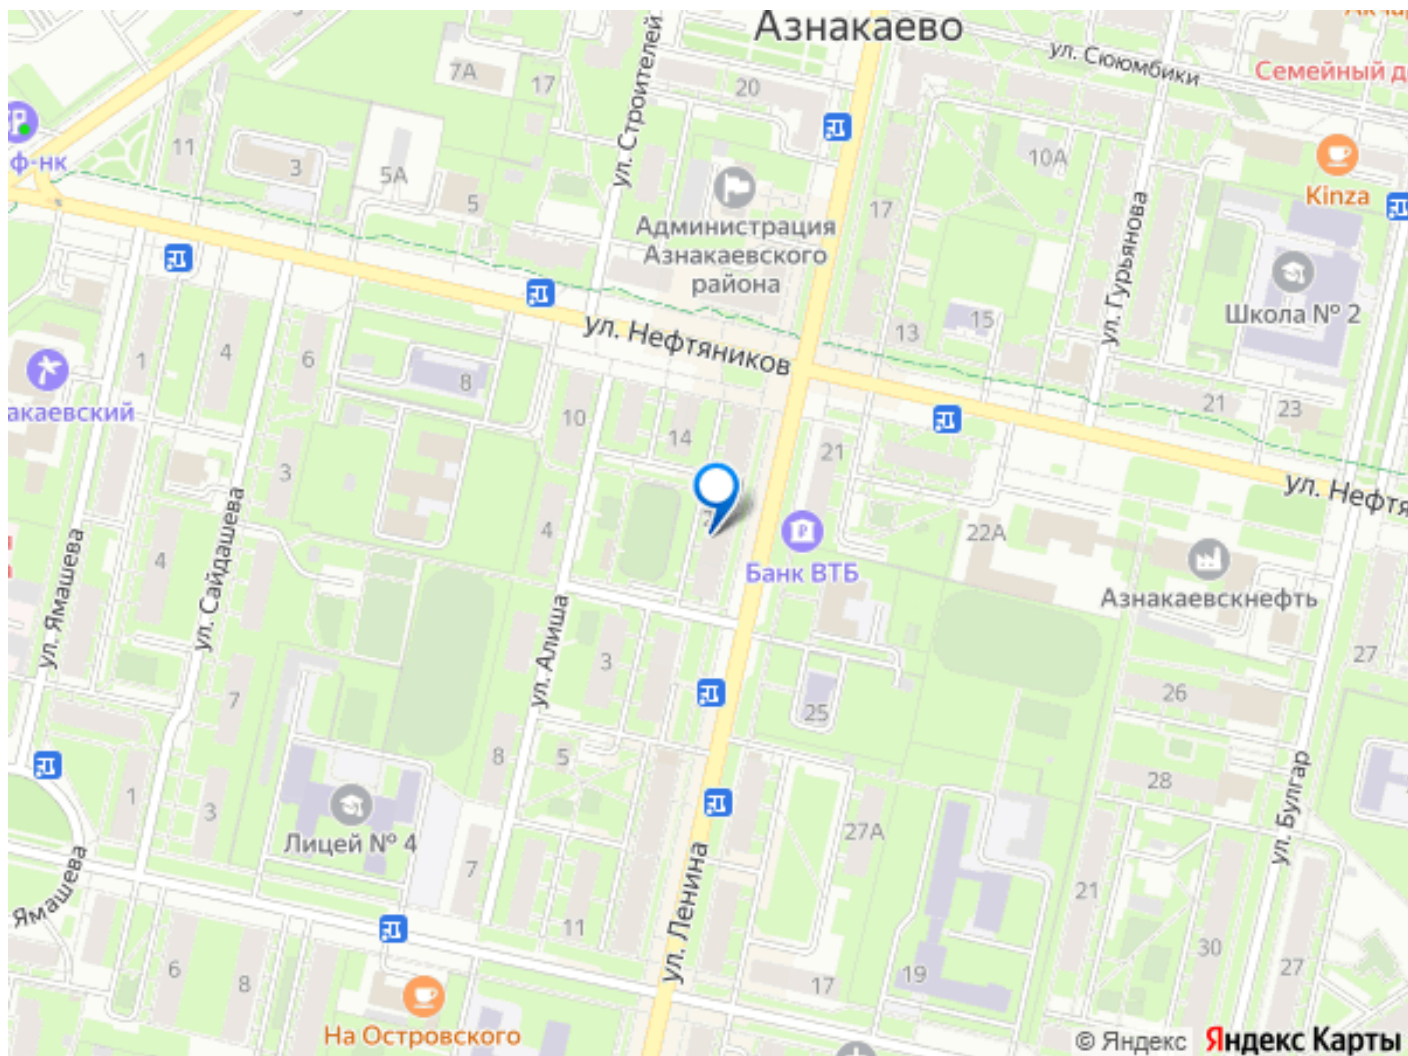 Азнакаево
ул. Сююмбики
Семейный д
7А
17
20
ул. Строителей
11
3
5А
5
ф-нк
10А
Kinza
Администрация
Азнакаевского
района
17
ул. Гурьянова
Школа № 2
13
15
ул. Нефтяников
1
4
6
8
10
14
21
21
23
акаевский
ул. Нефтя
3
4
4
22А
Банк ВТБ
Азнакаевскнефть
ул. Ямашева
ул. Сайдашева
ул. Алиша
3
27
7
25
26
8
5
28
1
3
27А
ул. Булгар
Лицей № 4
7
21
Ямашева
11
ул. Ленина
6
8
19
17
30
27
На Островского
© Яндекс Яндекс Карты